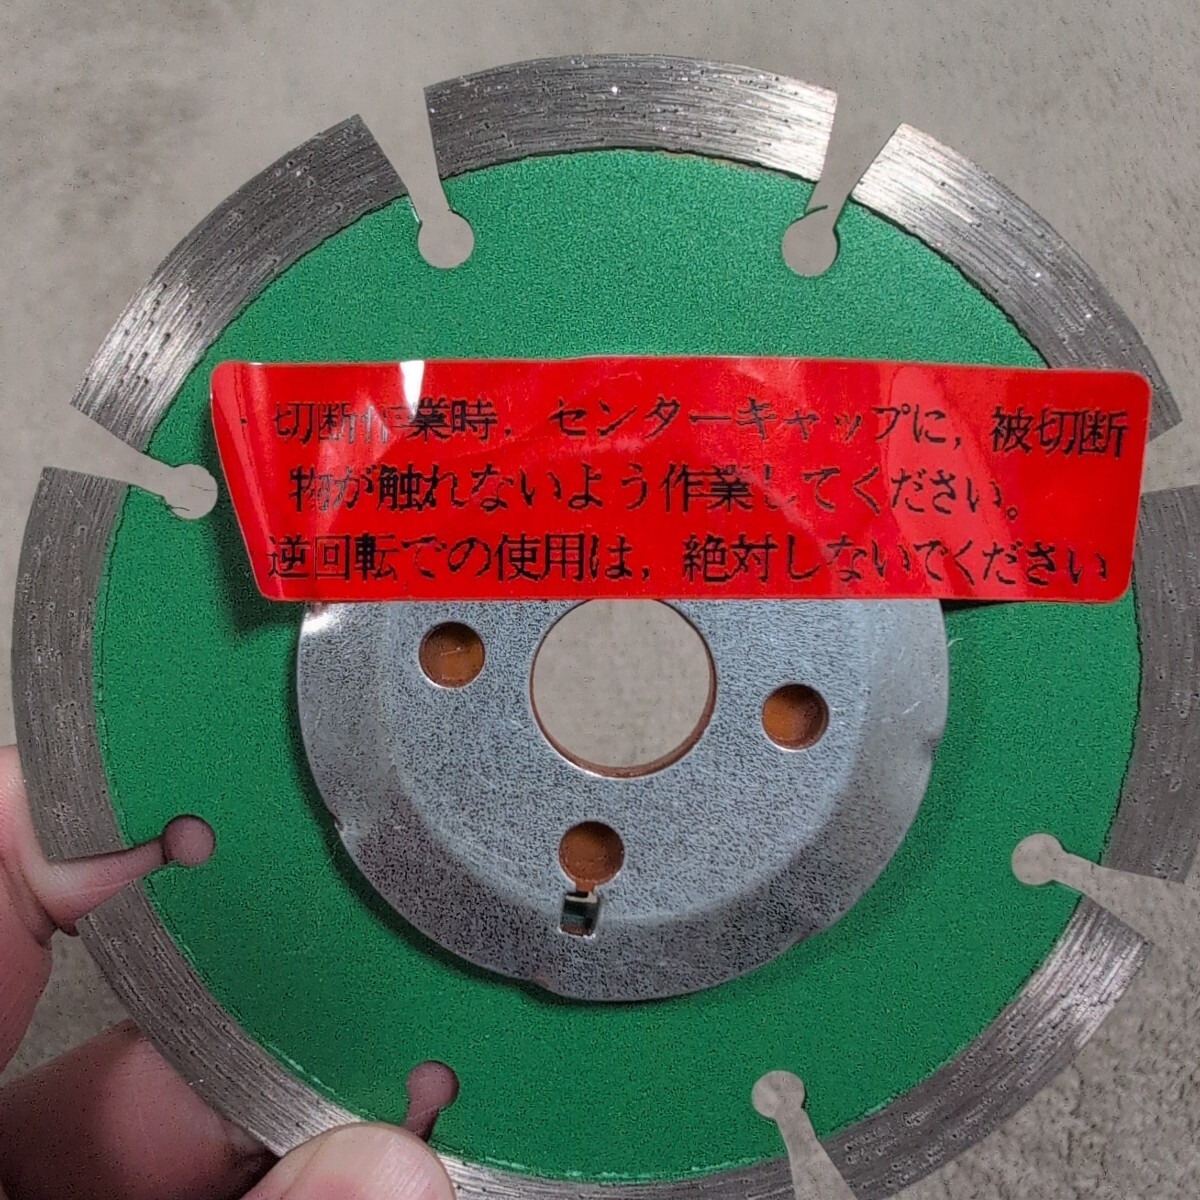 ・切断作業時，センターキャップに，被切断
物が触れないよう作業してください。
逆回転での使用は，絶対しないでください